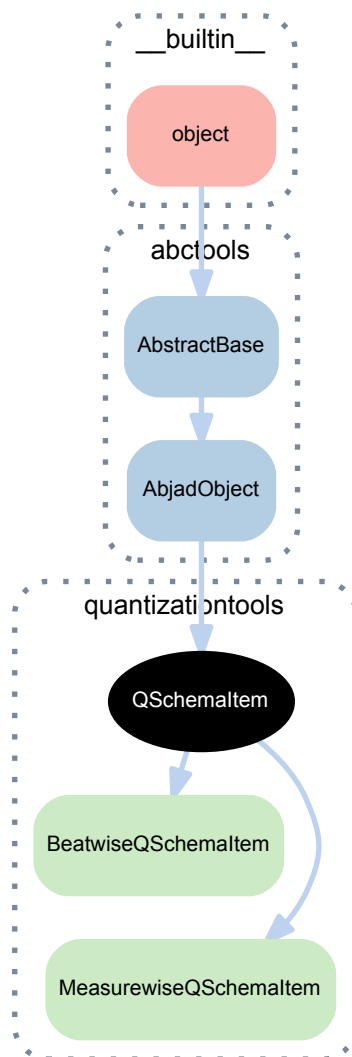 __builtin__
object
abctools
AbstractBase
AbjadObject
quantizationtools
QSchemaItem
BeatwiseQSchemaItem
MeasurewiseQSchemaItem